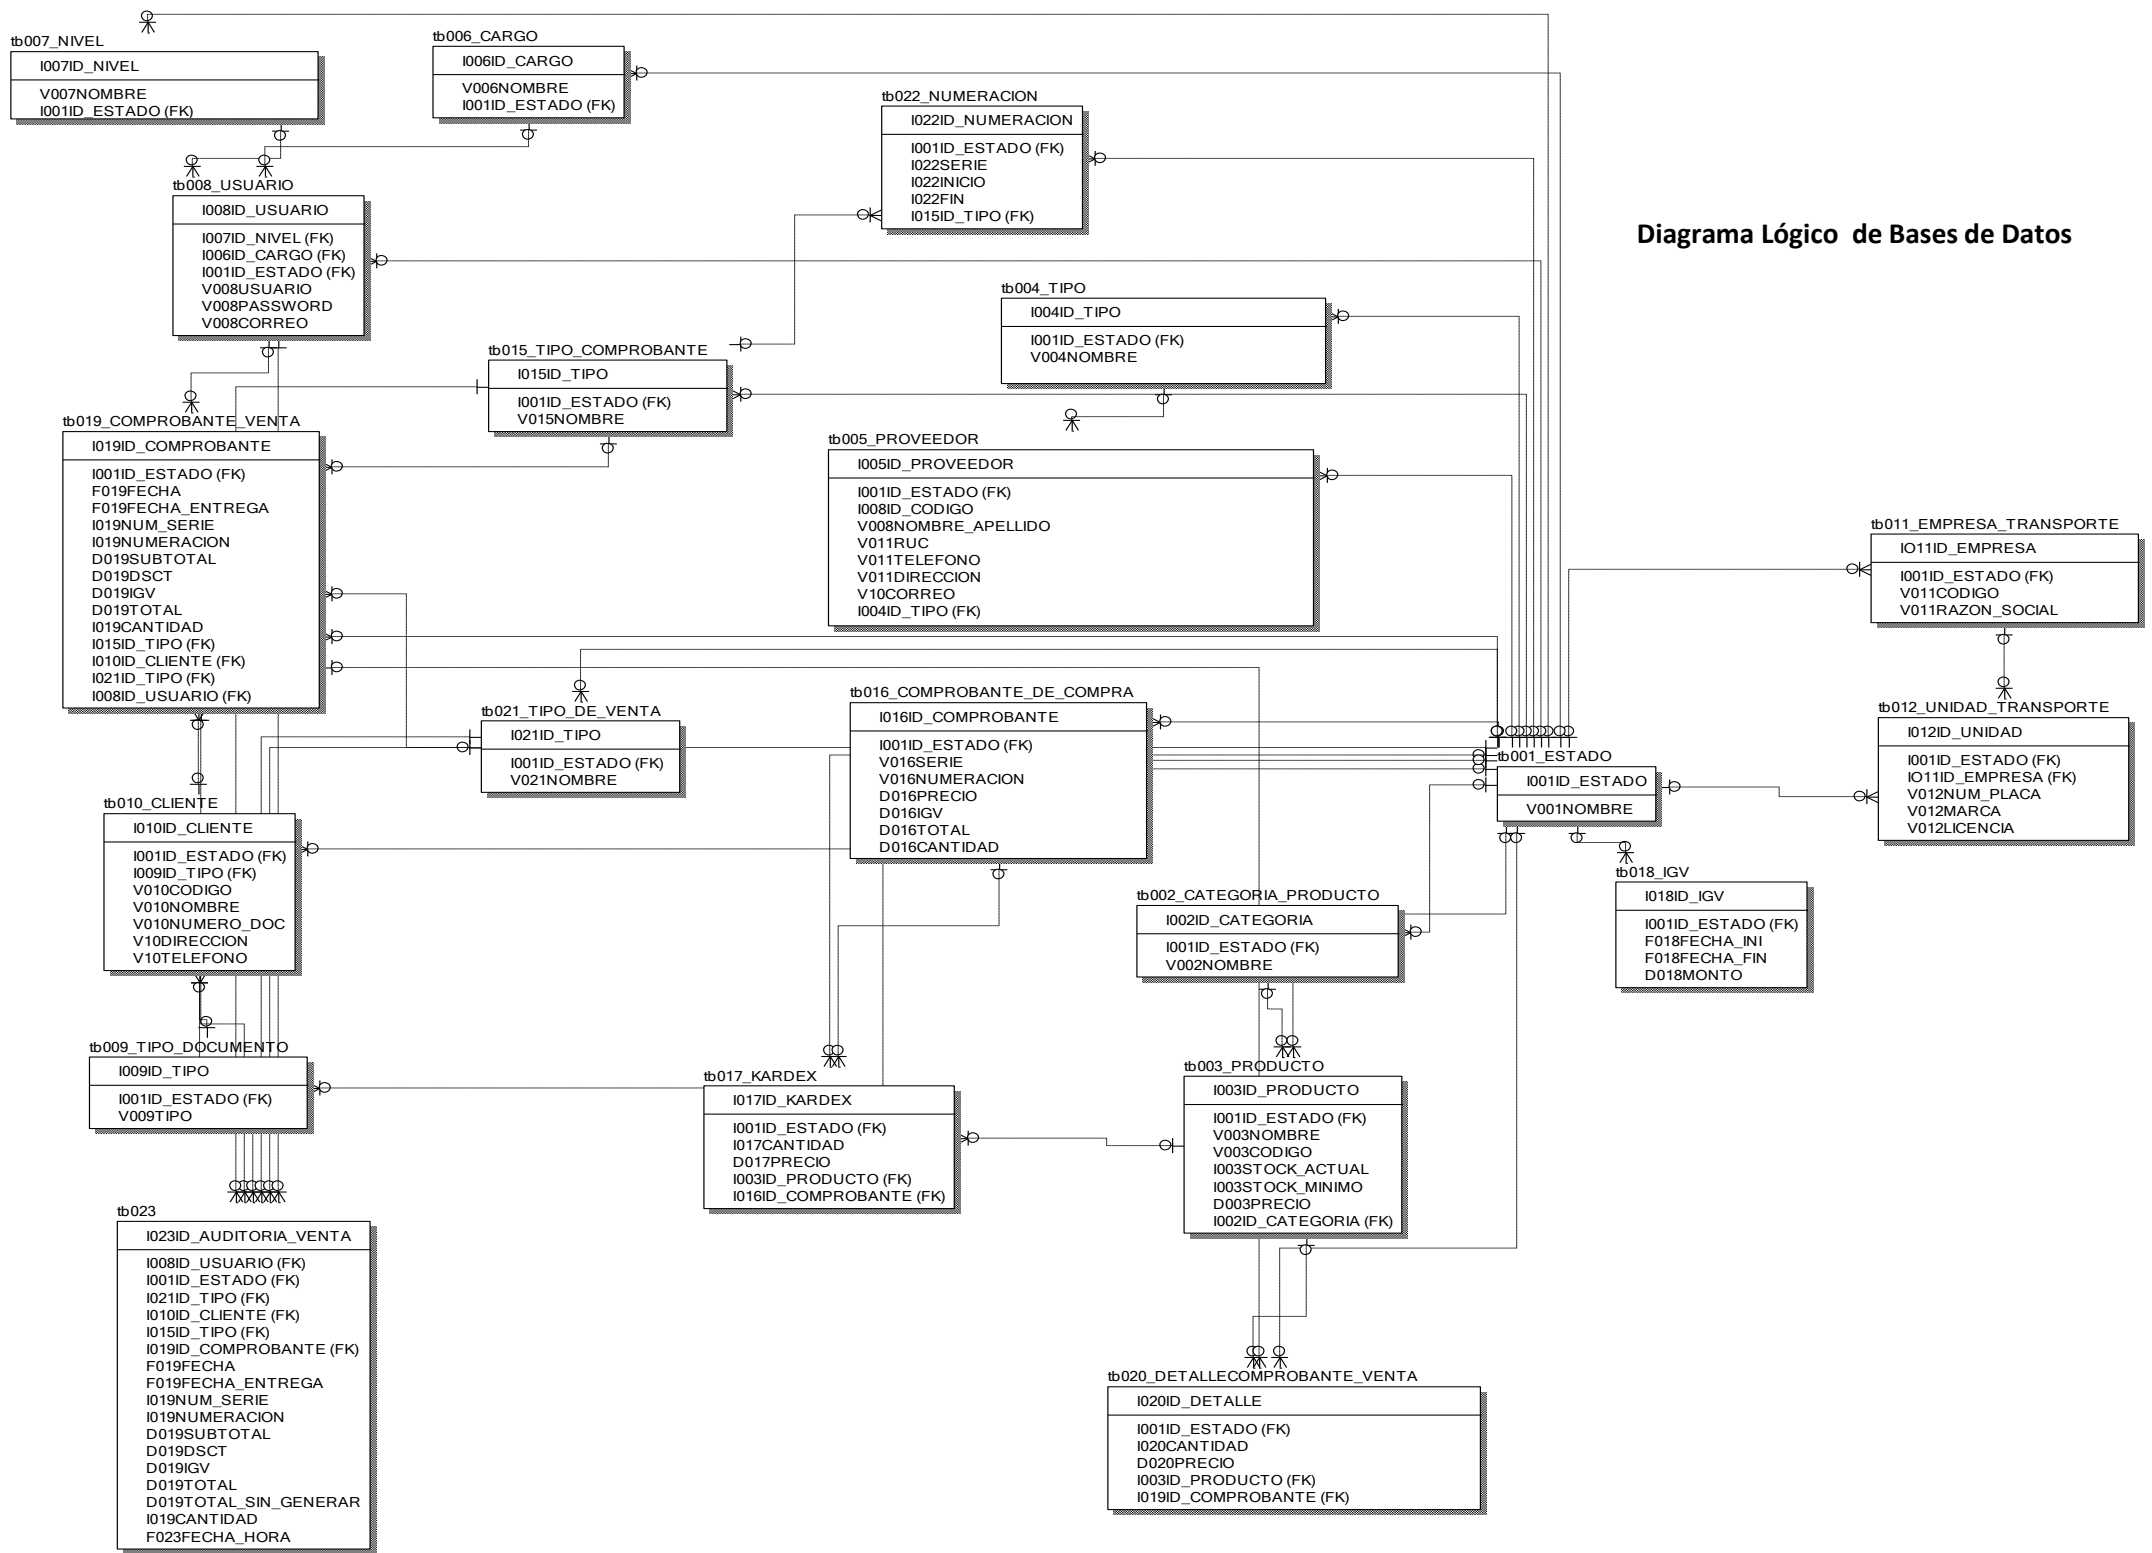 tb007_NIVEL
I007ID_NIVEL
V007NOMBRE
I001ID_ESTADO (FK)
tb006_CARGO
I006ID_CARGO
V006NOMBRE
I001ID_ESTADO (FK)
tb022_NUMERACION
I022ID_NUMERACION
I001ID_ESTADO (FK)
I022SERIE
I022INICIO
I022FIN
I015ID_TIPO (FK)
tb008_USUARIO
I008ID_USUARIO
I007ID_NIVEL (FK)
I006ID_CARGO (FK)
I001ID_ESTADO (FK)
V008USUARIO
V008PASSWORD
V008CORREO
Diagrama Lógico de Bases de Datos
tb004_TIPO
I004ID_TIPO
I001ID_ESTADO (FK)
V004NOMBRE
tb015_TIPO_COMPROBANTE
I015ID_TIPO
I001ID_ESTADO (FK)
V015NOMBRE
tb019_COMPROBANTE_VENTA
I019ID_COMPROBANTE
I001ID_ESTADO (FK)
F019FECHA
F019FECHA_ENTREGA
I019NUM_SERIE
I019NUMERACION
D019SUBTOTAL
D019DSCT
D019IGV
D019TOTAL
I019CANTIDAD
I015ID_TIPO (FK)
I010ID_CLIENTE (FK)
I021ID_TIPO (FK)
I008ID_USUARIO (FK)
tb005_PROVEEDOR
I005ID_PROVEEDOR
I001ID_ESTADO (FK)
I008ID_CODIGO
V008NOMBRE_APELLIDO
V011RUC
V011TELEFONO
V011DIRECCION
V10CORREO
I004ID_TIPO (FK)
tb011_EMPRESA_TRANSPORTE
IO11ID_EMPRESA
I001ID_ESTADO (FK)
V011CODIGO
V011RAZON_SOCIAL
tb021_TIPO_DE_VENTA
I021ID_TIPO
I001ID_ESTADO (FK)
V021NOMBRE
tb016_COMPROBANTE_DE_COMPRA
I016ID_COMPROBANTE
I001ID_ESTADO (FK)
V016SERIE
V016NUMERACION
D016PRECIO
D016IGV
D016TOTAL
D016CANTIDAD
tb001_ESTADO
I001ID_ESTADO
V001NOMBRE
tb012_UNIDAD_TRANSPORTE
I012ID_UNIDAD
I001ID_ESTADO (FK)
IO11ID_EMPRESA (FK)
V012NUM_PLACA
V012MARCA
V012LICENCIA
tb010_CLIENTE
I010ID_CLIENTE
I001ID_ESTADO (FK)
I009ID_TIPO (FK)
V010CODIGO
V010NOMBRE
V010NUMERO_DOC
V10DIRECCION
V10TELEFONO
tb018_IGV
I018ID_IGV
I001ID_ESTADO (FK)
F018FECHA_INI
F018FECHA_FIN
D018MONTO
tb002_CATEGORIA_PRODUCTO
I002ID_CATEGORIA
I001ID_ESTADO (FK)
V002NOMBRE
tb009_TIPO_DOCUMENTO
I009ID_TIPO
I001ID_ESTADO (FK)
V009TIPO
tb017_KARDEX
I017ID_KARDEX
I001ID_ESTADO (FK)
I017CANTIDAD
D017PRECIO
I003ID_PRODUCTO (FK)
I016ID_COMPROBANTE (FK)
tb003_PRODUCTO
I003ID_PRODUCTO
I001ID_ESTADO (FK)
V003NOMBRE
V003CODIGO
I003STOCK_ACTUAL
I003STOCK_MINIMO
D003PRECIO
I002ID_CATEGORIA (FK)
tb023
I023ID_AUDITORIA_VENTA
I008ID_USUARIO (FK)
I001ID_ESTADO (FK)
I021ID_TIPO (FK)
I010ID_CLIENTE (FK)
I015ID_TIPO (FK)
I019ID_COMPROBANTE (FK)
F019FECHA
F019FECHA_ENTREGA
I019NUM_SERIE
I019NUMERACION
D019SUBTOTAL
D019DSCT
D019IGV
D019TOTAL
D019TOTAL_SIN_GENERAR
I019CANTIDAD
F023FECHA_HORA
tb020_DETALLECOMPROBANTE_VENTA
I020ID_DETALLE
I001ID_ESTADO (FK)
I020CANTIDAD
D020PRECIO
I003ID_PRODUCTO (FK)
I019ID_COMPROBANTE (FK)